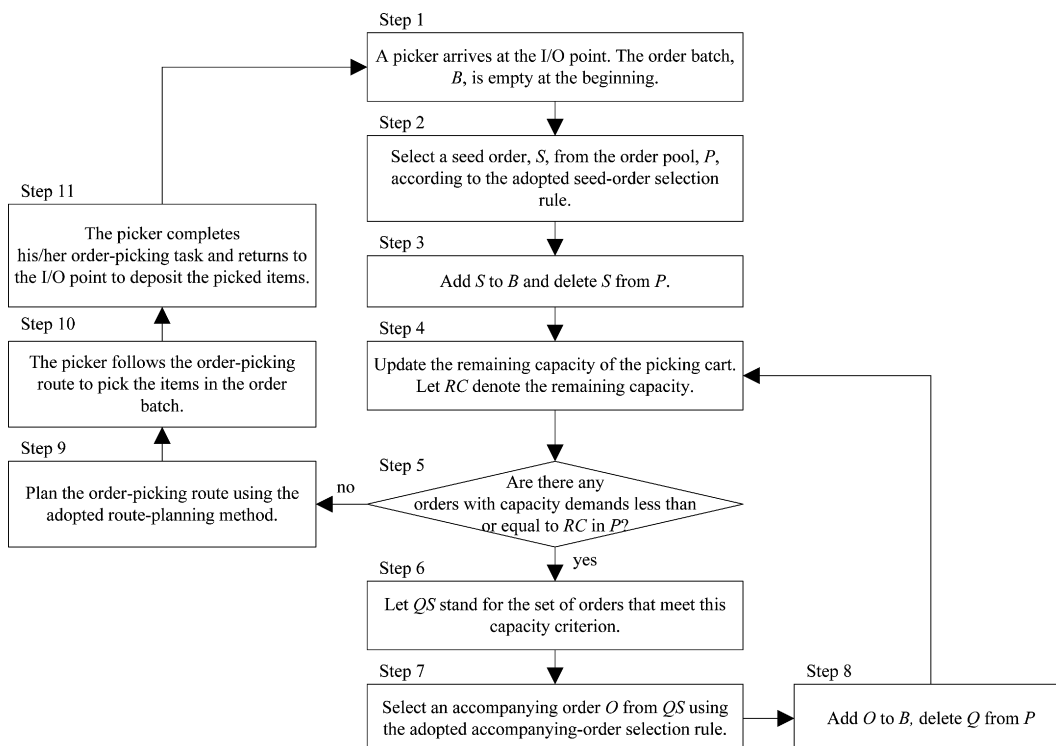 Step 1
A picker arrives at the I/O point. The order batch,
B, is empty at the beginning.
Step 2
Select a seed order, S, from the order pool, P,
according to the adopted seed-order selection
rule.
Step 3
Add S to B and delete S from P.
Step 4
Update the remaining capacity of the picking cart.
Let RC denote the remaining capacity.
Step 5
Are there any
orders with capacity demands less than
or equal to RC in P?
no
yes
Step 6
Let QS stand for the set of orders that meet this
capacity criterion.
Step 7
Select an accompanying order O from QS using
the adopted accompanying-order selection rule.
Step 8
Add O to B, delete Q from P
Step 9
Plan the order-picking route using the
adopted route-planning method.
Step 10
The picker follows the order-picking
route to pick the items in the order
batch.
Step 11
The picker completes
his/her order-picking task and returns to
the I/O point to deposit the picked items.